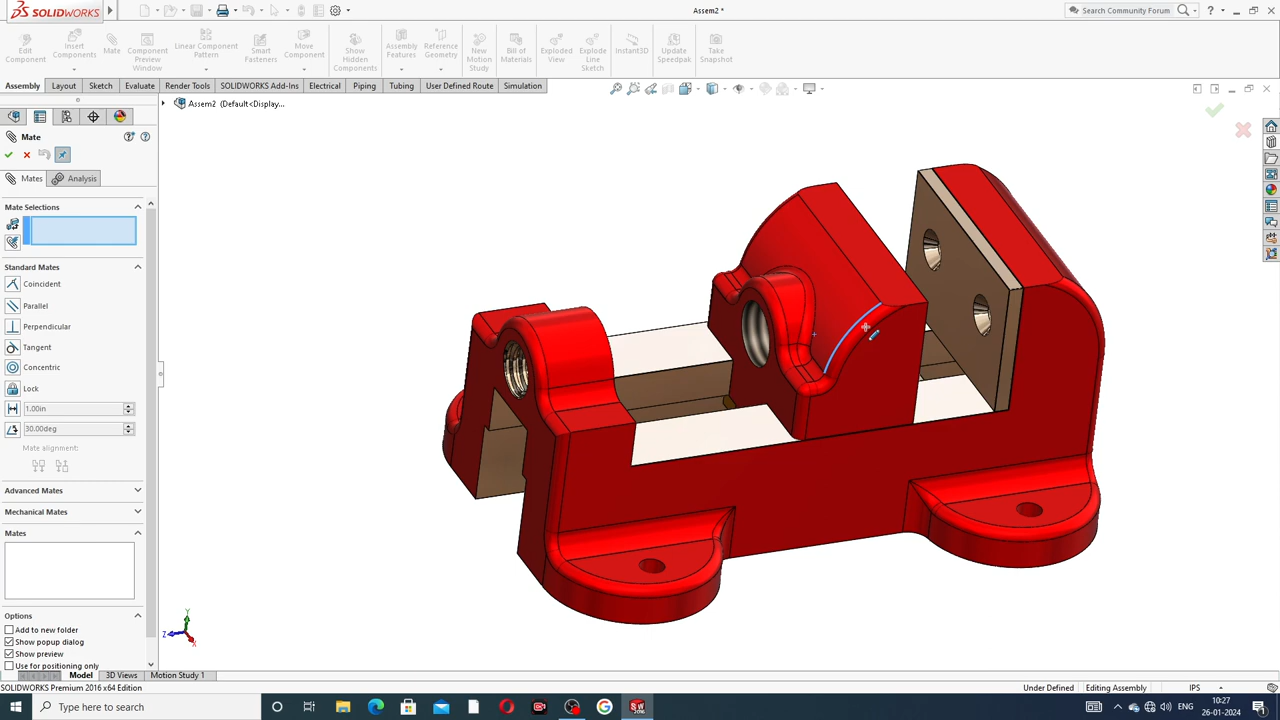 SOLIDWORKS
Assem2 *
Search Community Forum
Edit Component
Insert Components
Mate
Component Preview Window
Linear Component Pattern
Smart Fasteners
Move Component
Show Hidden Components
Assembly Features
Reference Geometry
New Motion Study
Bill of Materials
Exploded View
Explode Line Sketch
Instant3D
Update Speedpak
Take Snapshot
Assembly Layout Sketch Evaluate Render Tools SOLIDWORKS Add-Ins Electrical Piping Tubing User Defined Route Simulation
Assem2 (Default<Display...
Mate
Mates Analysis
Mate Selections
Standard Mates
Coincident
Parallel
Perpendicular
Tangent
Concentric
Lock
1.00in
30.00deg
Mate alignment:
Advanced Mates
Mechanical Mates
Mates
Options
Add to new folder
Show popup dialog
Show preview
Use for positioning only
Y
Z
X
Model 3D Views Motion Study 1
SOLIDWORKS Premium 2016 x64 Edition
Under Defined Editing Assembly IPS
Type here to search
ENG
10:27
26-01-2024